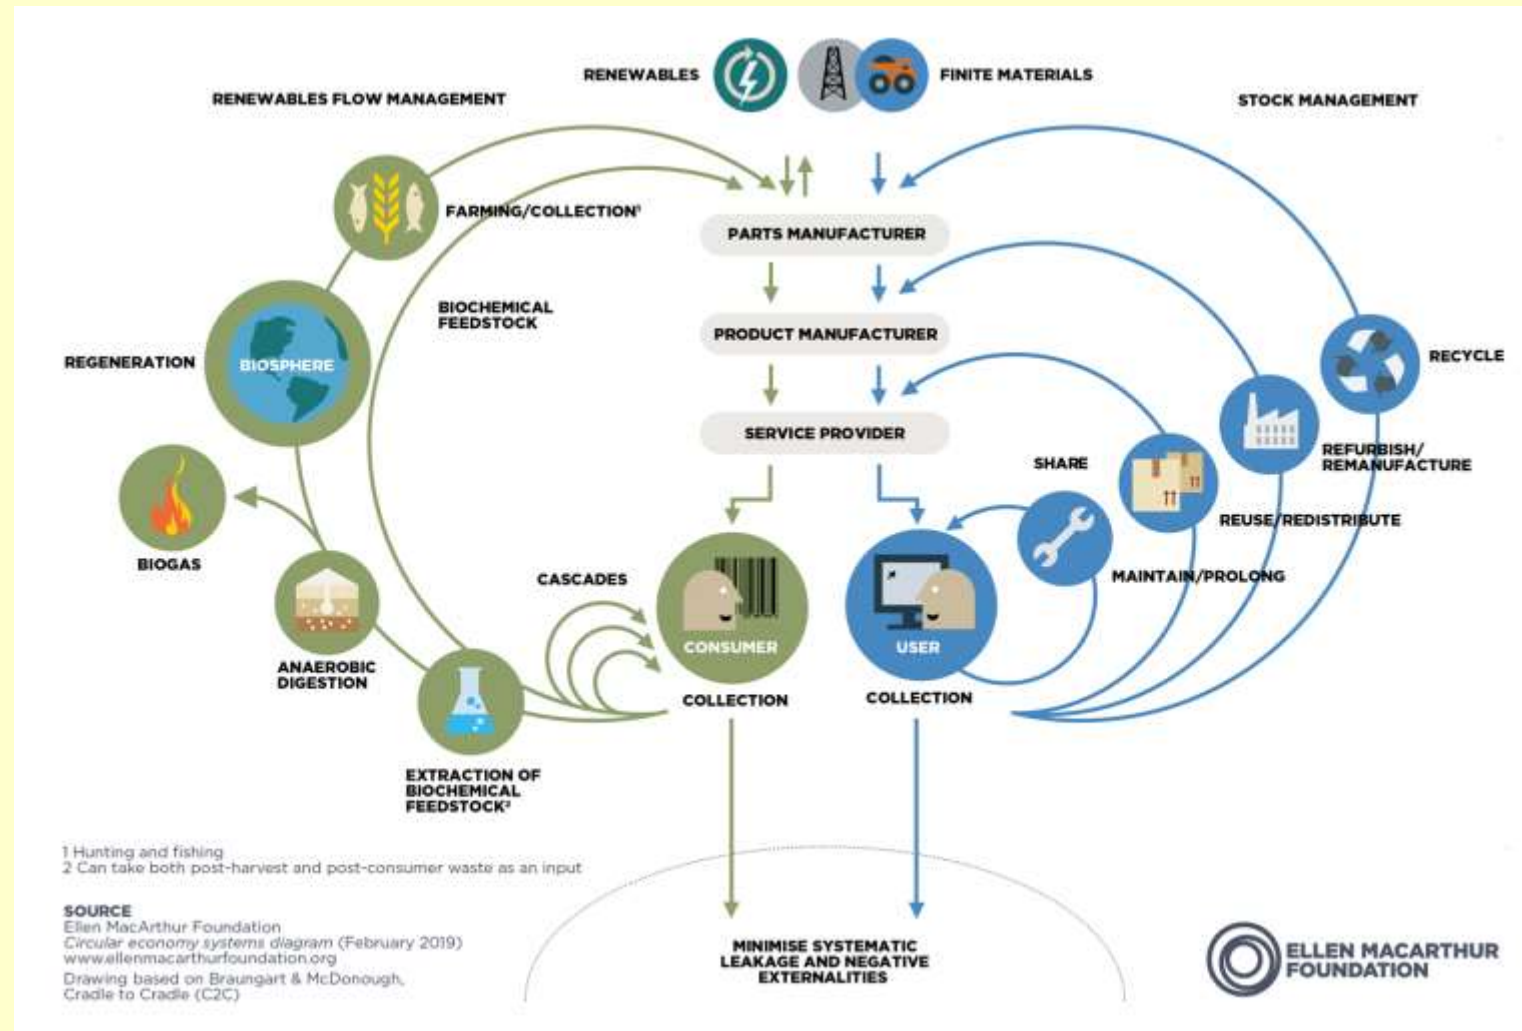 RENEWABLES
FINITE MATERIALS
RENEWABLES FLOW MANAGEMENT
STOCK MANAGEMENT
FARMING/COLLECTION¹
PARTS MANUFACTURER
BIOCHEMICAL
FEEDSTOCK
PRODUCT MANUFACTURER
REGENERATION
BIOSPHERE
RECYCLE
SERVICE PROVIDER
SHARE
REFURBISH/
REMANUFACTURE
REUSE/REDISTRIBUTE
BIOGAS
CASCADES
MAINTAIN/PROLONG
CONSUMER
USER
ANAEROBIC
DIGESTION
COLLECTION
COLLECTION
EXTRACTION OF
BIOCHEMICAL
FEEDSTOCK²
1 Hunting and fishing
2 Can take both post-harvest and post-consumer waste as an input
SOURCE
Ellen MacArthur Foundation
Circular economy systems diagram (February 2019)
www.ellenmacarthurfoundation.org
Drawing based on Braungart & McDonough,
Cradle to Cradle (C2C)
MINIMISE SYSTEMATIC
LEAKAGE AND NEGATIVE
EXTERNALITIES
ELLEN MACARTHUR
FOUNDATION